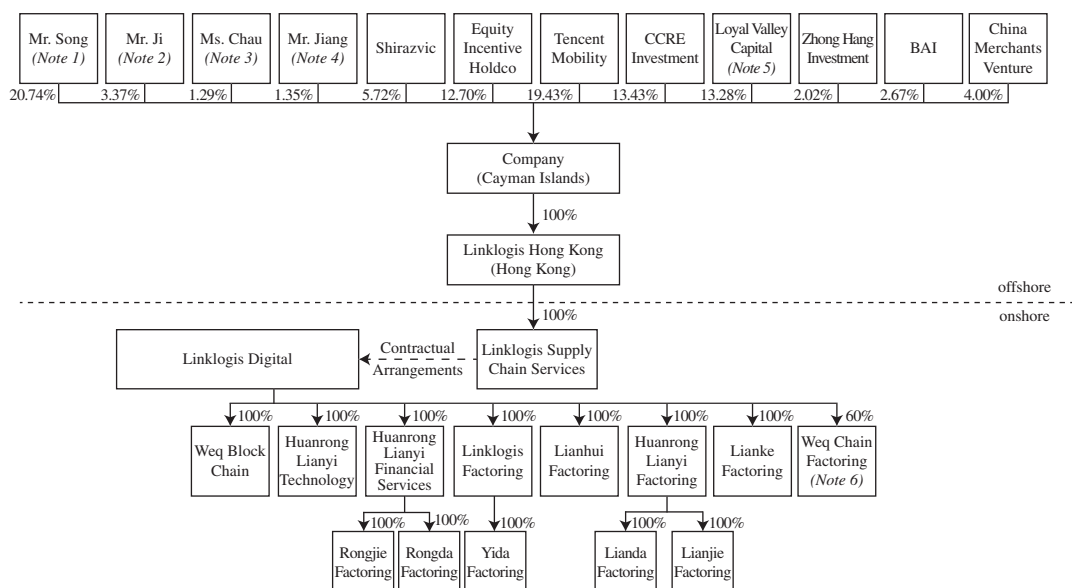 Mr. Song
(Note 1)
Mr. Ji
(Note 2)
Ms. Chau
(Note 3)
Mr. Jiang
(Note 4)
Shirazvic
Equity
Incentive
Holdco
Tencent
Mobility
CCRE
Investment
Loyal Valley
Capital
(Note 5)
Zhong Hang
Investment
BAI
China
Merchants
Venture
20.74%
3.37%
1.29%
1.35%
5.72%
12.70%
19.43%
13.43%
13.28%
2.02%
2.67%
4.00%
Company
(Cayman Islands)
100%
Linklogis Hong Kong
(Hong Kong)
offshore
onshore
100%
Linklogis Digital
Contractual
Arrangements
Linklogis Supply
Chain Services
100%
100%
100%
100%
100%
100%
100%
60%
Weq Block
Chain
Huanrong
Lianyi
Technology
Huanrong
Lianyi
Financial
Services
Linklogis
Factoring
Lianhui
Factoring
Huanrong
Lianyi
Factoring
Lianke
Factoring
Weq Chain
Factoring
(Note 6)
100%
100%
100%
100%
100%
Rongjie
Factoring
Rongda
Factoring
Yida
Factoring
Lianda
Factoring
Lianjie
Factoring